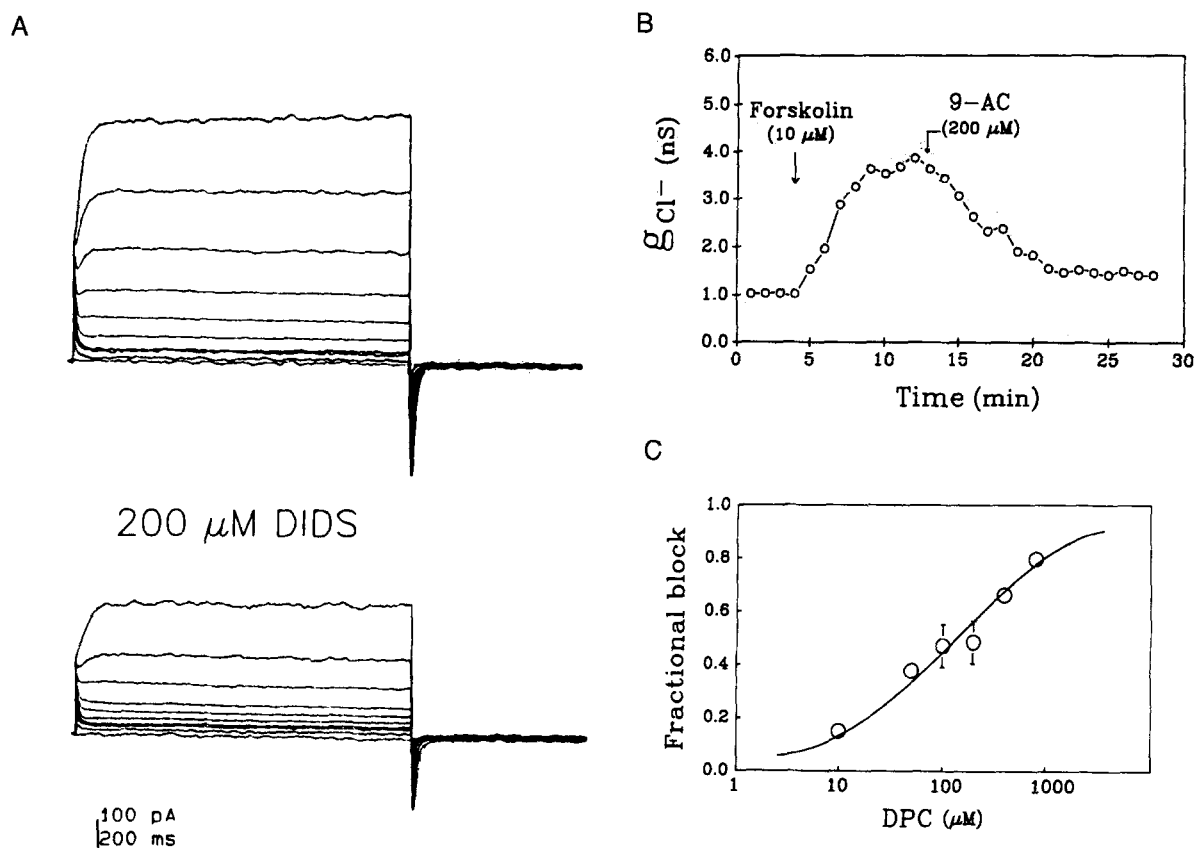 A
200 μM DIDS
100 pA
200 ms
B
6.0
5.0
4.0
3.0
2.0
1.0
0.0
g Cl− (nS)
Forskolin
(10 μM)
9-AC
(200 μM)
0 5 10 15 20 25 30
Time (min)
C
1.0
0.8
0.6
0.4
0.2
0.0
Fractional block
1 10 100 1000
DPC (μM)